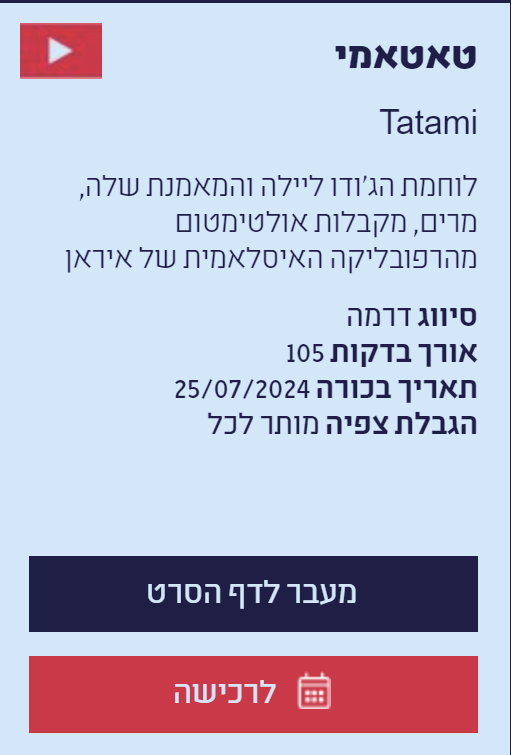 טאטאמי
Tatami
לוחמת הג'ודו ליילה והמאמנת שלה,
מרים, מקבלות אולטימטום
מהרפובליקה האיסלאמית של איראן
סיווג דרמה
אורך בדקות 105
תאריך בכורה 25/07/2024
הגבלת צפיה מותר לכל
מעבר לדף הסרט
לרכישה